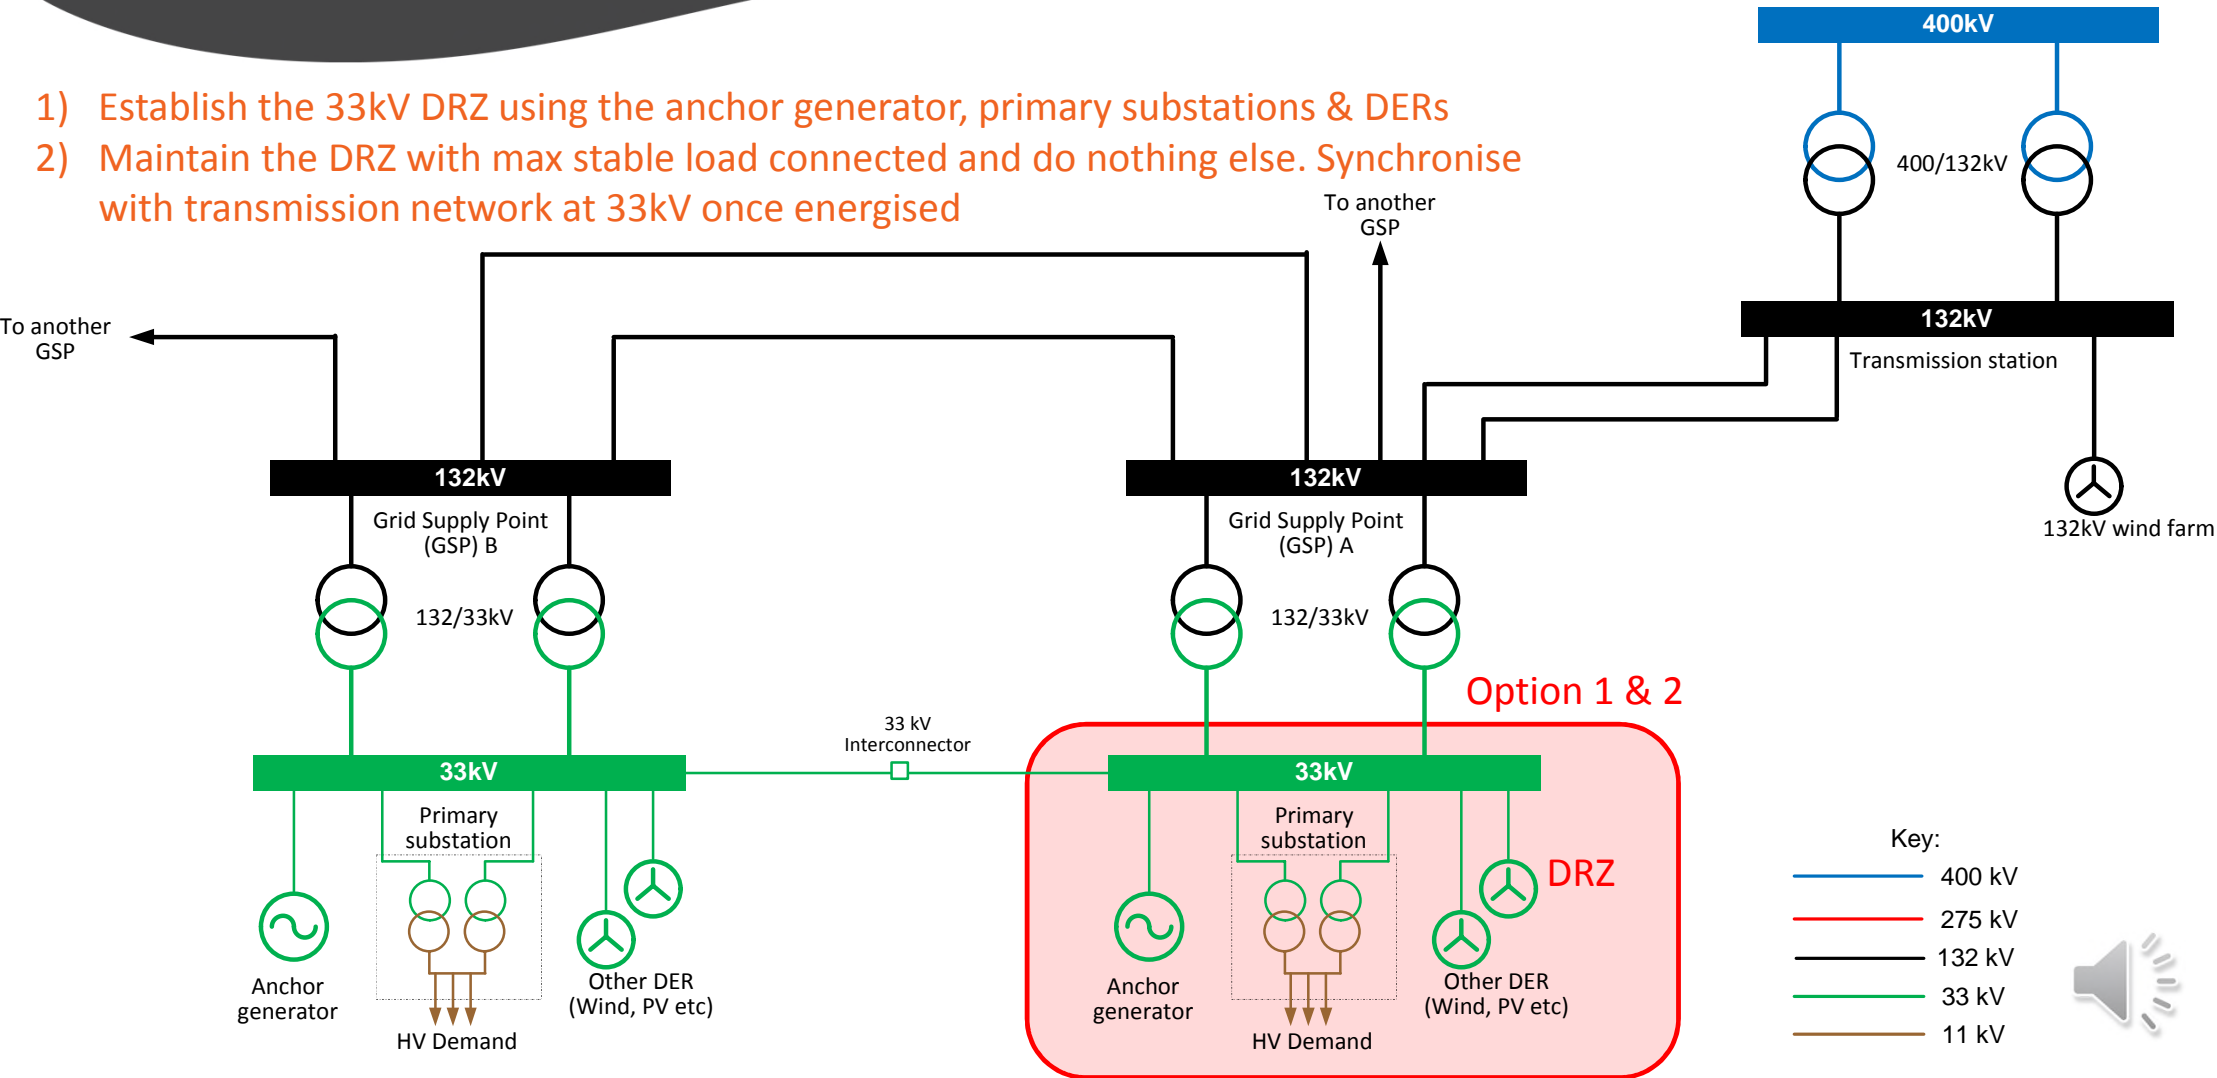 400kV
1) Establish the 33kV DRZ using the anchor generator, primary substations & DERs
2) Maintain the DRZ with max stable load connected and do nothing else. Synchronise
with transmission network at 33kV once energised
400/132kV
To another
GSP
To another
GSP
132kV
Transmission station
132kV
132kV
Grid Supply Point
(GSP) B
Grid Supply Point
(GSP) A
132kV wind farm
132/33kV
132/33kV
Option 1 & 2
33 kV
Interconnector
33kV
33kV
Primary
substation
Primary
substation
DRZ
Anchor
generator
Other DER
(Wind, PV etc)
HV Demand
Anchor
generator
Other DER
(Wind, PV etc)
HV Demand
Key:
400 kV
275 kV
132 kV
33 kV
11 kV